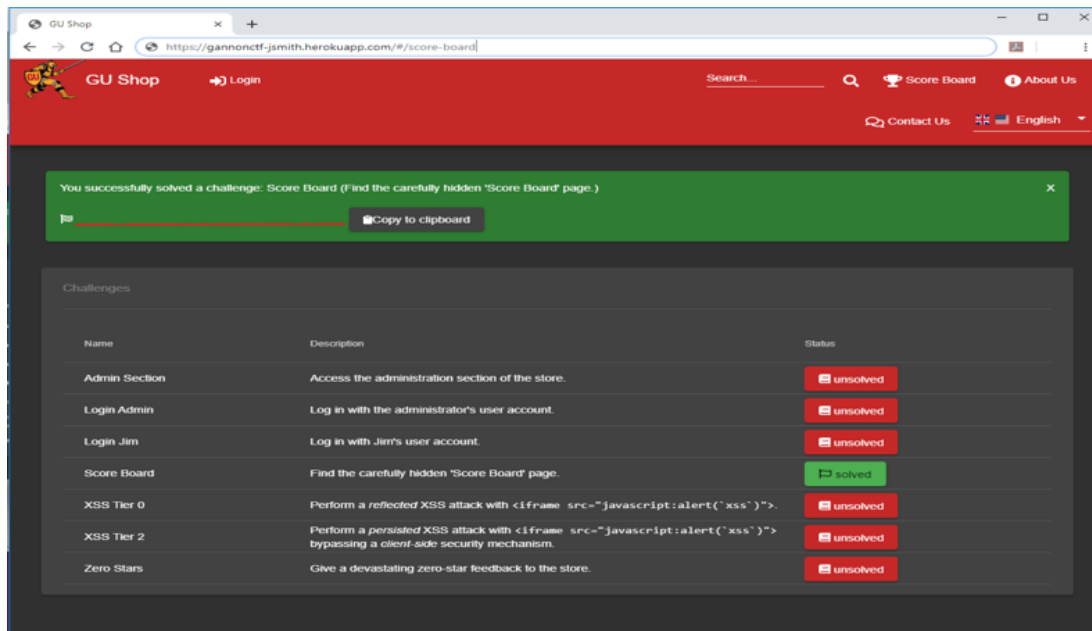 GU Shop
https://gannonctf-jsmith.herokuapp.com/#/score-board
GU
GU Shop
Login
Search...
Score Board
About Us
Contact Us
English
You successfully solved a challenge: Score Board (Find the carefully hidden 'Score Board' page.)
Copy to clipboard
Challenges
Name Description Status
Admin Section Access the administration section of the store. unsolved
Login Admin Log in with the administrator's user account. unsolved
Login Jim Log in with Jim's user account. unsolved
Score Board Find the carefully hidden 'Score Board' page. solved
XSS Tier 0 Perform a reflected XSS attack with <iframe src="javascript:alert(`xss`)">. unsolved
XSS Tier 2 Perform a persisted XSS attack with <iframe src="javascript:alert(`xss`)">
bypassing a client-side security mechanism. unsolved
Zero Stars Give a devastating zero-star feedback to the store. unsolved